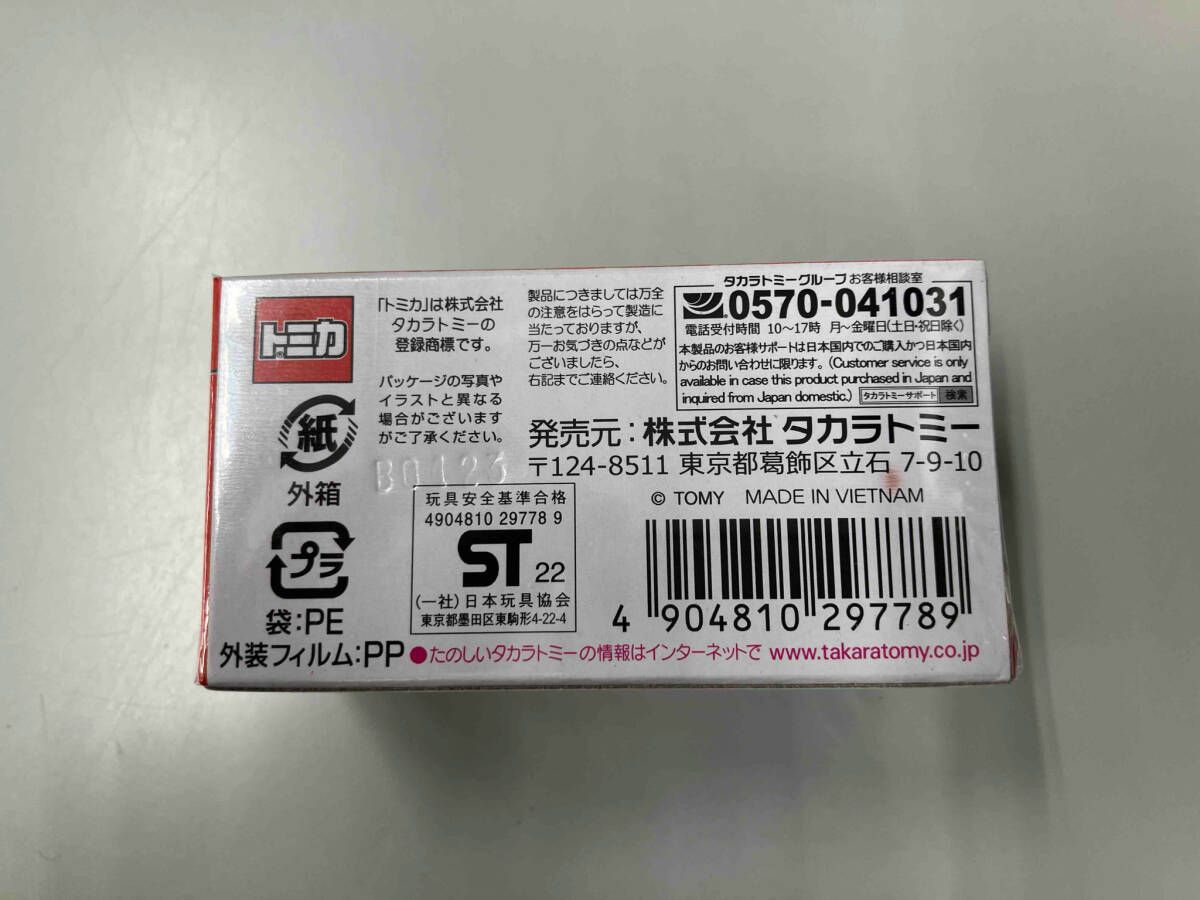 トミカ
「トミカ」は株式会社
タカラトミーの
登録商標です。
パッケージの写真や
イラストと異なる
場合がございます
がご了承ください。
製品につきましては万全
の注意をはらって製造に
当たっておりますが、
万一お気づきの点などが
ございましたら、
右記までご連絡ください。
タカラトミーグループ お客様相談室
0570-041031
電話受付時間 10～17時 月～金曜日(土日・祝日除く)
本製品のお客様サポートは日本国内でのご購入かつ日本国内
からのお問い合わせに限ります。(Customer service is only
available in case this product purchased in Japan and
inquired from Japan domestic.) タカラトミーサポート 検索
発売元：株式会社 タカラトミー
〒124-8511 東京都葛飾区立石 7-9-10
© TOMY MADE IN VIETNAM
紙
外箱
プラ
袋：PE
外装フィルム：PP
玩具安全基準合格
4904810 29778 9
ST 22
(一社)日本玩具協会
東京都墨田区東駒形4-22-4
4 904810 297789
●たのしいタカラトミーの情報はインターネットで www.takaratomy.co.jp